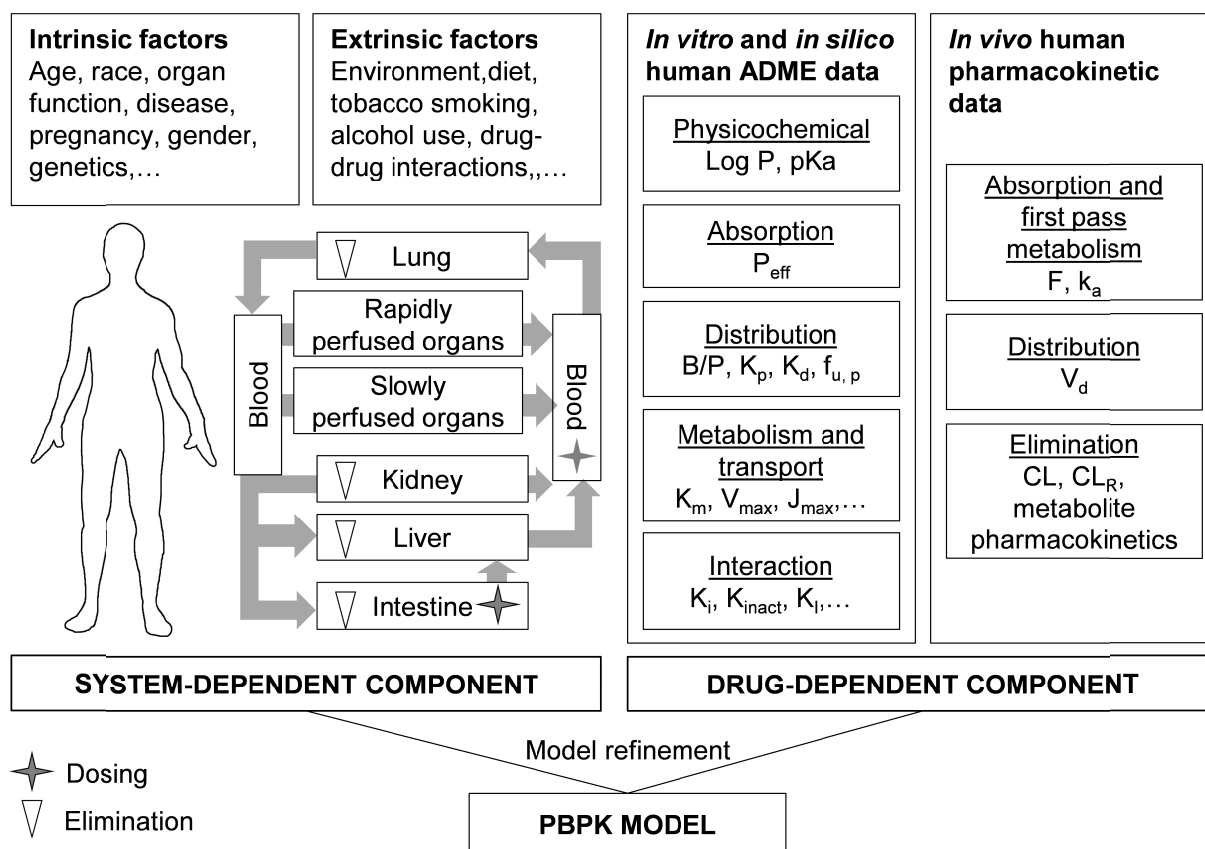 Intrinsic factors
Age, race, organ
function, disease,
pregnancy, gender,
genetics,…
Extrinsic factors
Environment,diet,
tobacco smoking,
alcohol use, drug-
drug interactions,,…
Lung
Rapidly
perfused organs
Slowly
perfused organs
Blood
Blood
Kidney
Liver
Intestine
In vitro and in silico
human ADME data
Physicochemical
Log P, pKa
Absorption
Peff
Distribution
B/P, Kp, Kd, fu, p
Metabolism and
transport
Km, Vmax, Jmax,…
Interaction
Ki, Kinact, KI,…
In vivo human
pharmacokinetic
data
Absorption and
first pass
metabolism
F, ka
Distribution
Vd
Elimination
CL, CLR,
metabolite
pharmacokinetics
SYSTEM-DEPENDENT COMPONENT
DRUG-DEPENDENT COMPONENT
Model refinement
Dosing
Elimination
PBPK MODEL